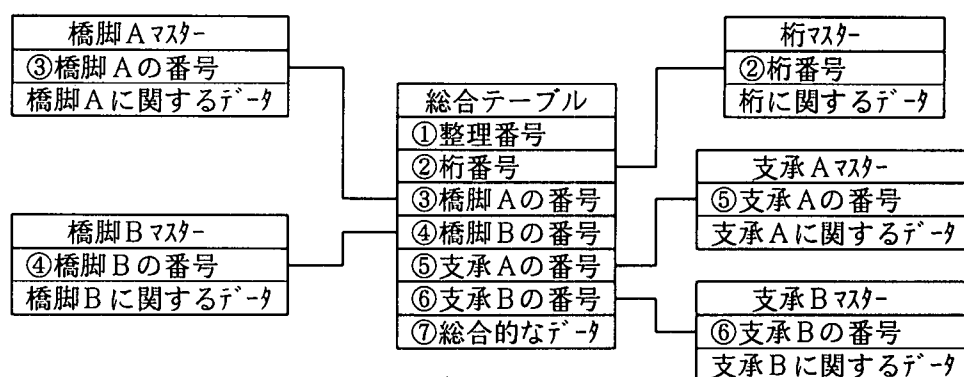 橋脚Aマスター
③橋脚Aの番号
橋脚Aに関するデータ
橋脚Bマスター
④橋脚Bの番号
橋脚Bに関するデータ
総合テーブル
①整理番号
②桁番号
③橋脚Aの番号
④橋脚Bの番号
⑤支承Aの番号
⑥支承Bの番号
⑦総合的なデータ
桁マスター
②桁番号
桁に関するデータ
支承Aマスター
⑤支承Aの番号
支承Aに関するデータ
支承Bマスター
⑥支承Bの番号
支承Bに関するデータ